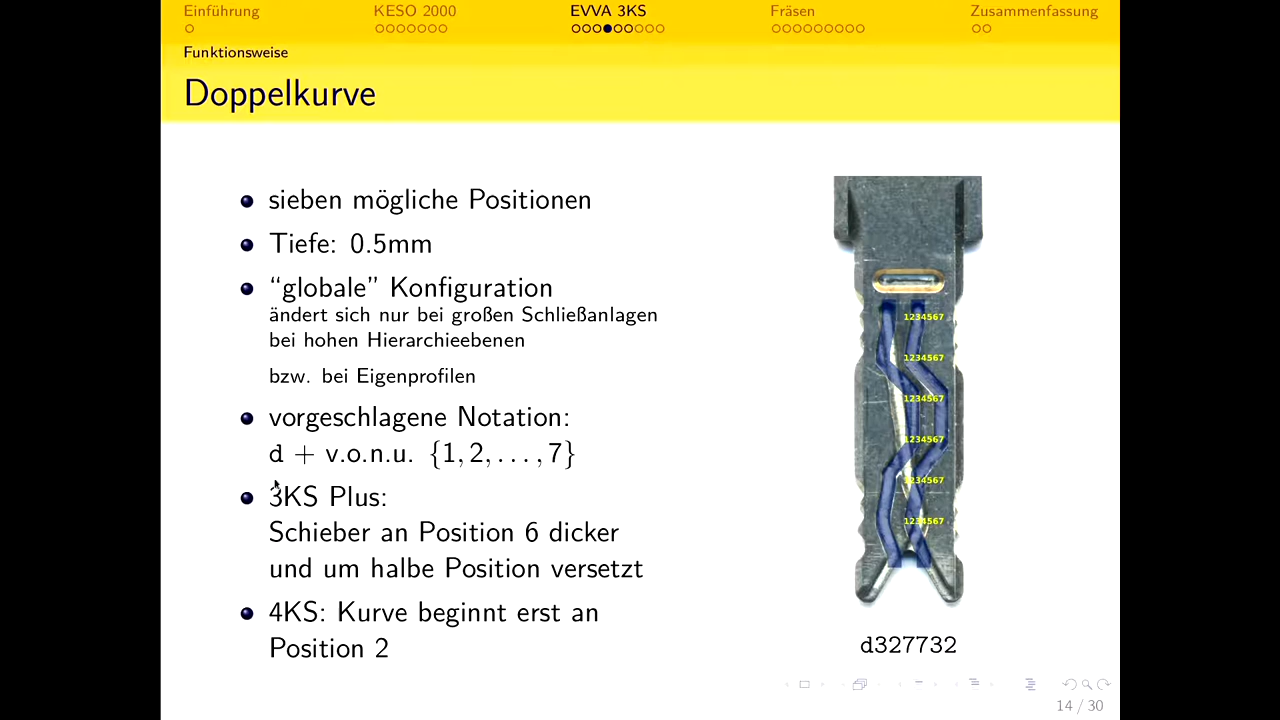 Einführung KESO 2000 EVVA 3KS Fräsen Zusammenfassung
Funktionsweise
Doppelkurve
sieben mögliche Positionen
Tiefe: 0.5mm
“globale” Konfiguration
ändert sich nur bei großen Schließanlagen
bei hohen Hierarchieebenen
bzw. bei Eigenprofilen
vorgeschlagene Notation:
d + v.o.n.u. {1, 2, . . . , 7}
3KS Plus:
Schieber an Position 6 dicker
und um halbe Position versetzt
4KS: Kurve beginnt erst an
Position 2
1234567
1234567
1234567
1234567
1234567
1234567
d327732
14 / 30